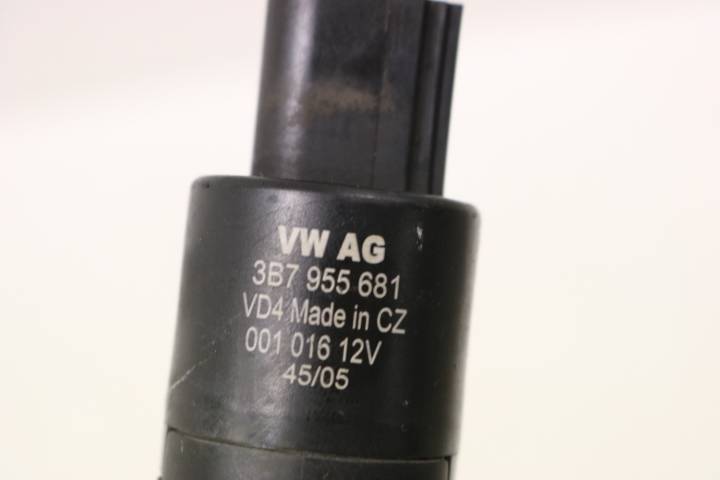 VW AG
3B7 955 681
VD4 Made in CZ
001 016 12V
45/05